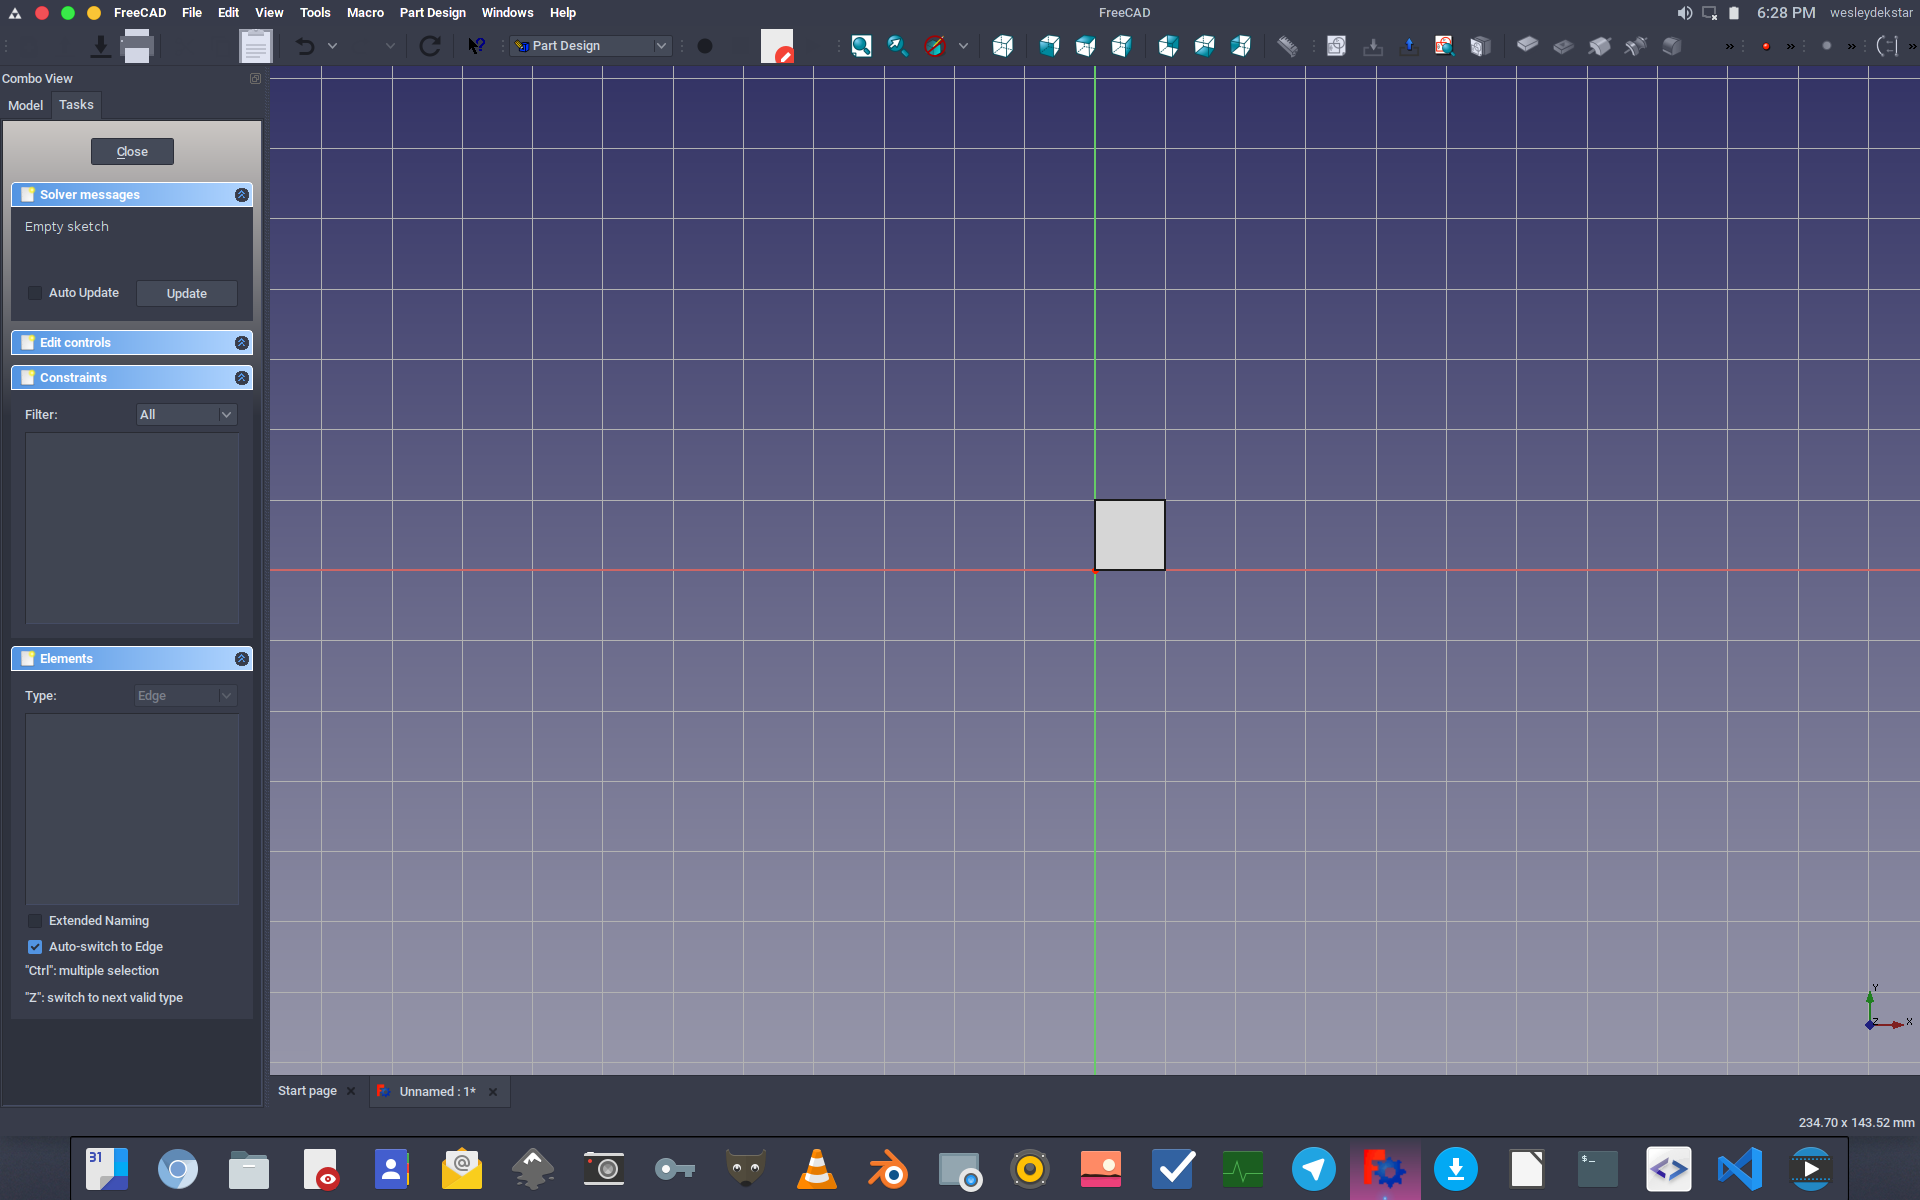 FreeCAD File Edit View Tools Macro Part Design Windows Help FreeCAD 6:28 PM wesleydekstar
Part Design
Combo View
Model Tasks
Close
Solver messages
Empty sketch
Auto Update Update
Edit controls
Constraints
Filter: All
Elements
Type: Edge
Extended Naming
Auto-switch to Edge
"Ctrl": multiple selection
"Z": switch to next valid type
Y
Z X
Start page Unnamed : 1*
234.70 x 143.52 mm
31 @ $_